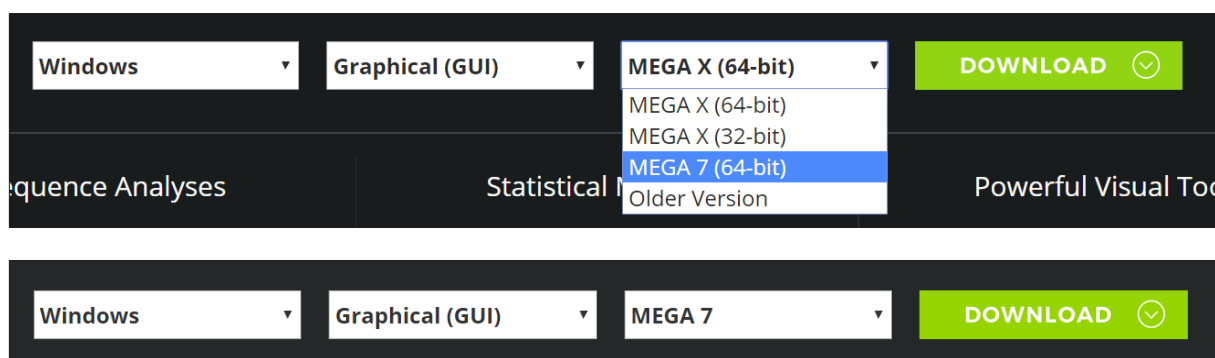 Windows Graphical (GUI) MEGA X (64-bit) DOWNLOAD
MEGA X (64-bit)
MEGA X (32-bit)
MEGA 7 (64-bit)
Older Version
Analyses Statistical Powerful Visual
Windows Graphical (GUI) MEGA 7 DOWNLOAD